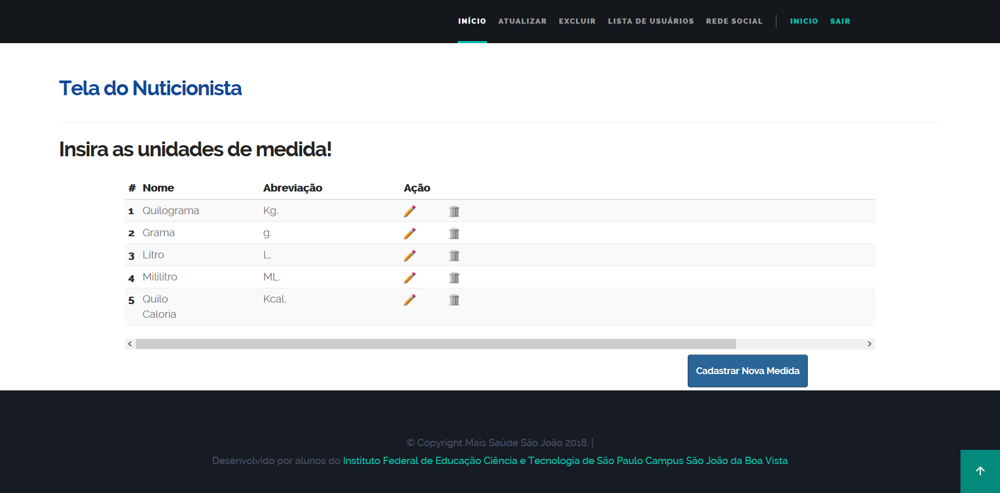 INÍCIO ATUALIZAR EXCLUIR LISTA DE USUÁRIOS REDE SOCIAL INICIO SAIR
Tela do Nuticionista
Insira as unidades de medida!
# Nome Abreviação Ação
1 Quilograma Kg.
2 Grama g.
3 Litro L.
4 Mililitro ML.
5 Quilo Kcal.
Caloria
Cadastrar Nova Medida
© Copyright Mais Saúde São João 2018. |
Desenvolvido por alunos do Instituto Federal de Educação Ciência e Tecnologia de São Paulo Campus São João da Boa Vista